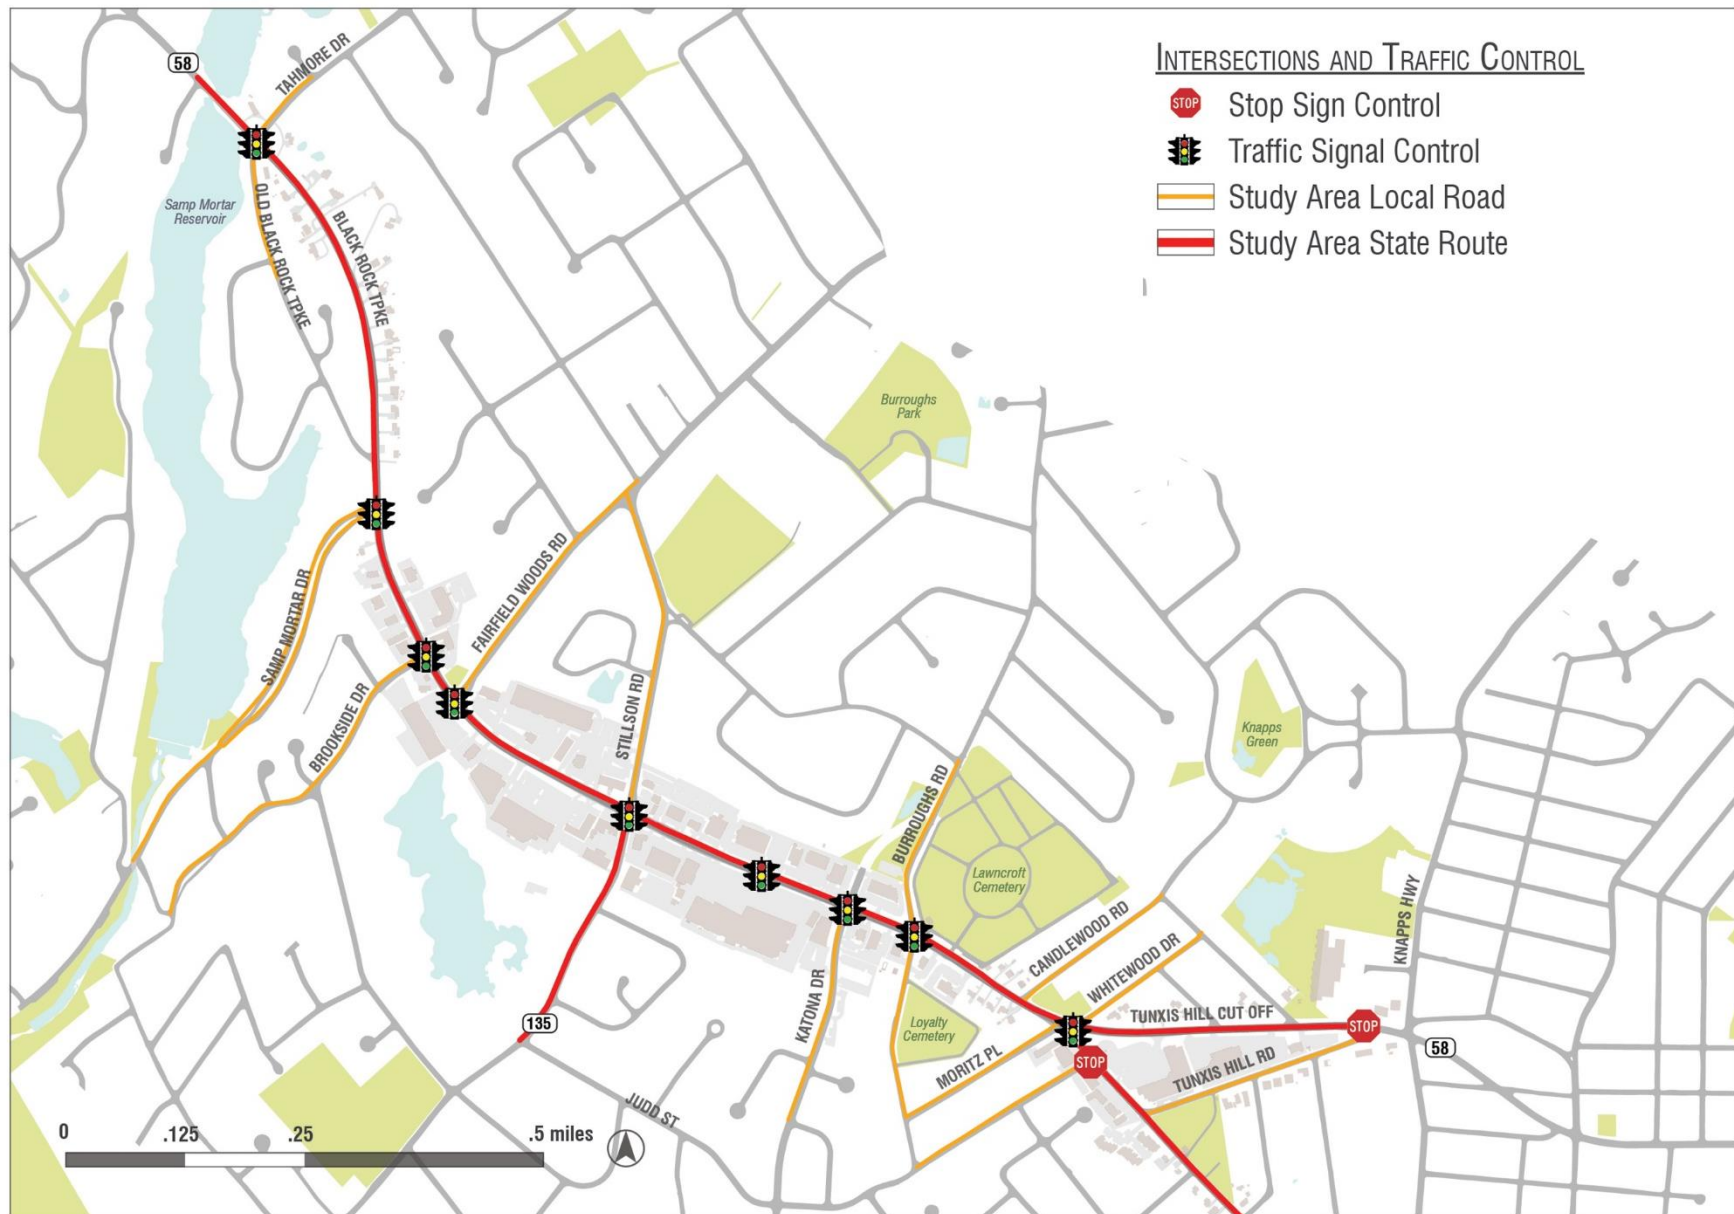 INTERSECTIONS AND TRAFFIC CONTROL
STOP
Stop Sign Control
Traffic Signal Control
Study Area Local Road
Study Area State Route
58
TAHMORE DR
Samp Mortar
Reservoir
OLD BLACK ROCK TPKE
BLACK ROCK TPKE
Burroughs
Park
FAIRFIELD WOODS RD
SAMP MORTAR DR
BROOKSIDE DR
STILLSON RD
Knapps
Green
BURROUGHS RD
Lawncroft
Cemetery
CANDLEWOOD RD
WHITEWOOD DR
KNAPPS HWY
KATONA DR
Loyalty
Cemetery
TUNXIS HILL CUT OFF
STOP
135
58
MORITZ PL
STOP
TUNXIS HILL RD
JUDD ST
0 .125 .25 .5 miles